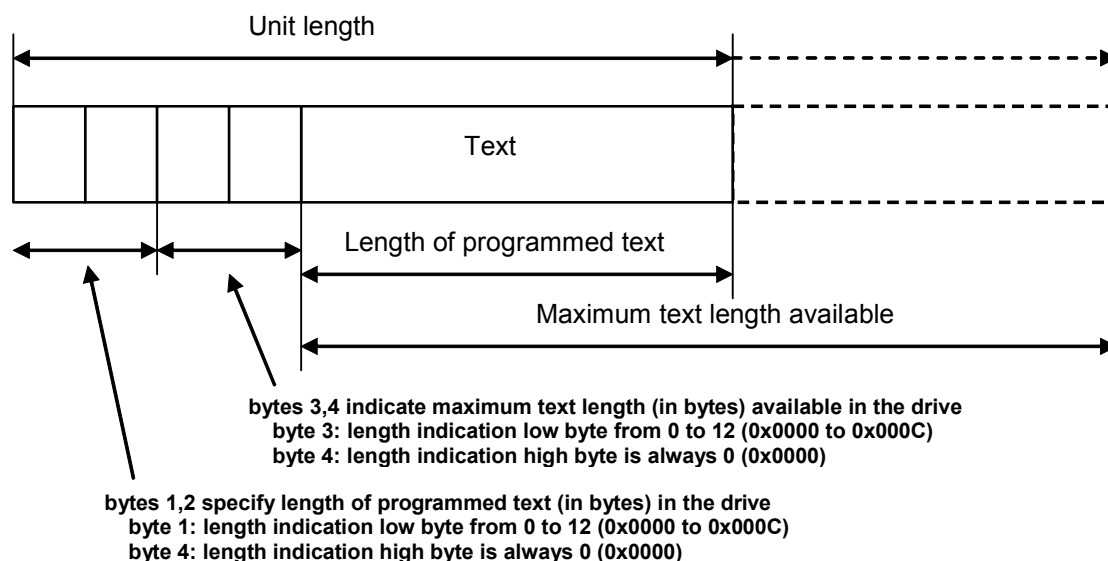 Unit length
Text
Length of programmed text
Maximum text length available
bytes 3,4 indicate maximum text length (in bytes) available in the drive
byte 3: length indication low byte from 0 to 12 (0x0000 to 0x000C)
byte 4: length indication high byte is always 0 (0x0000)
bytes 1,2 specify length of programmed text (in bytes) in the drive
byte 1: length indication low byte from 0 to 12 (0x0000 to 0x000C)
byte 4: length indication high byte is always 0 (0x0000)